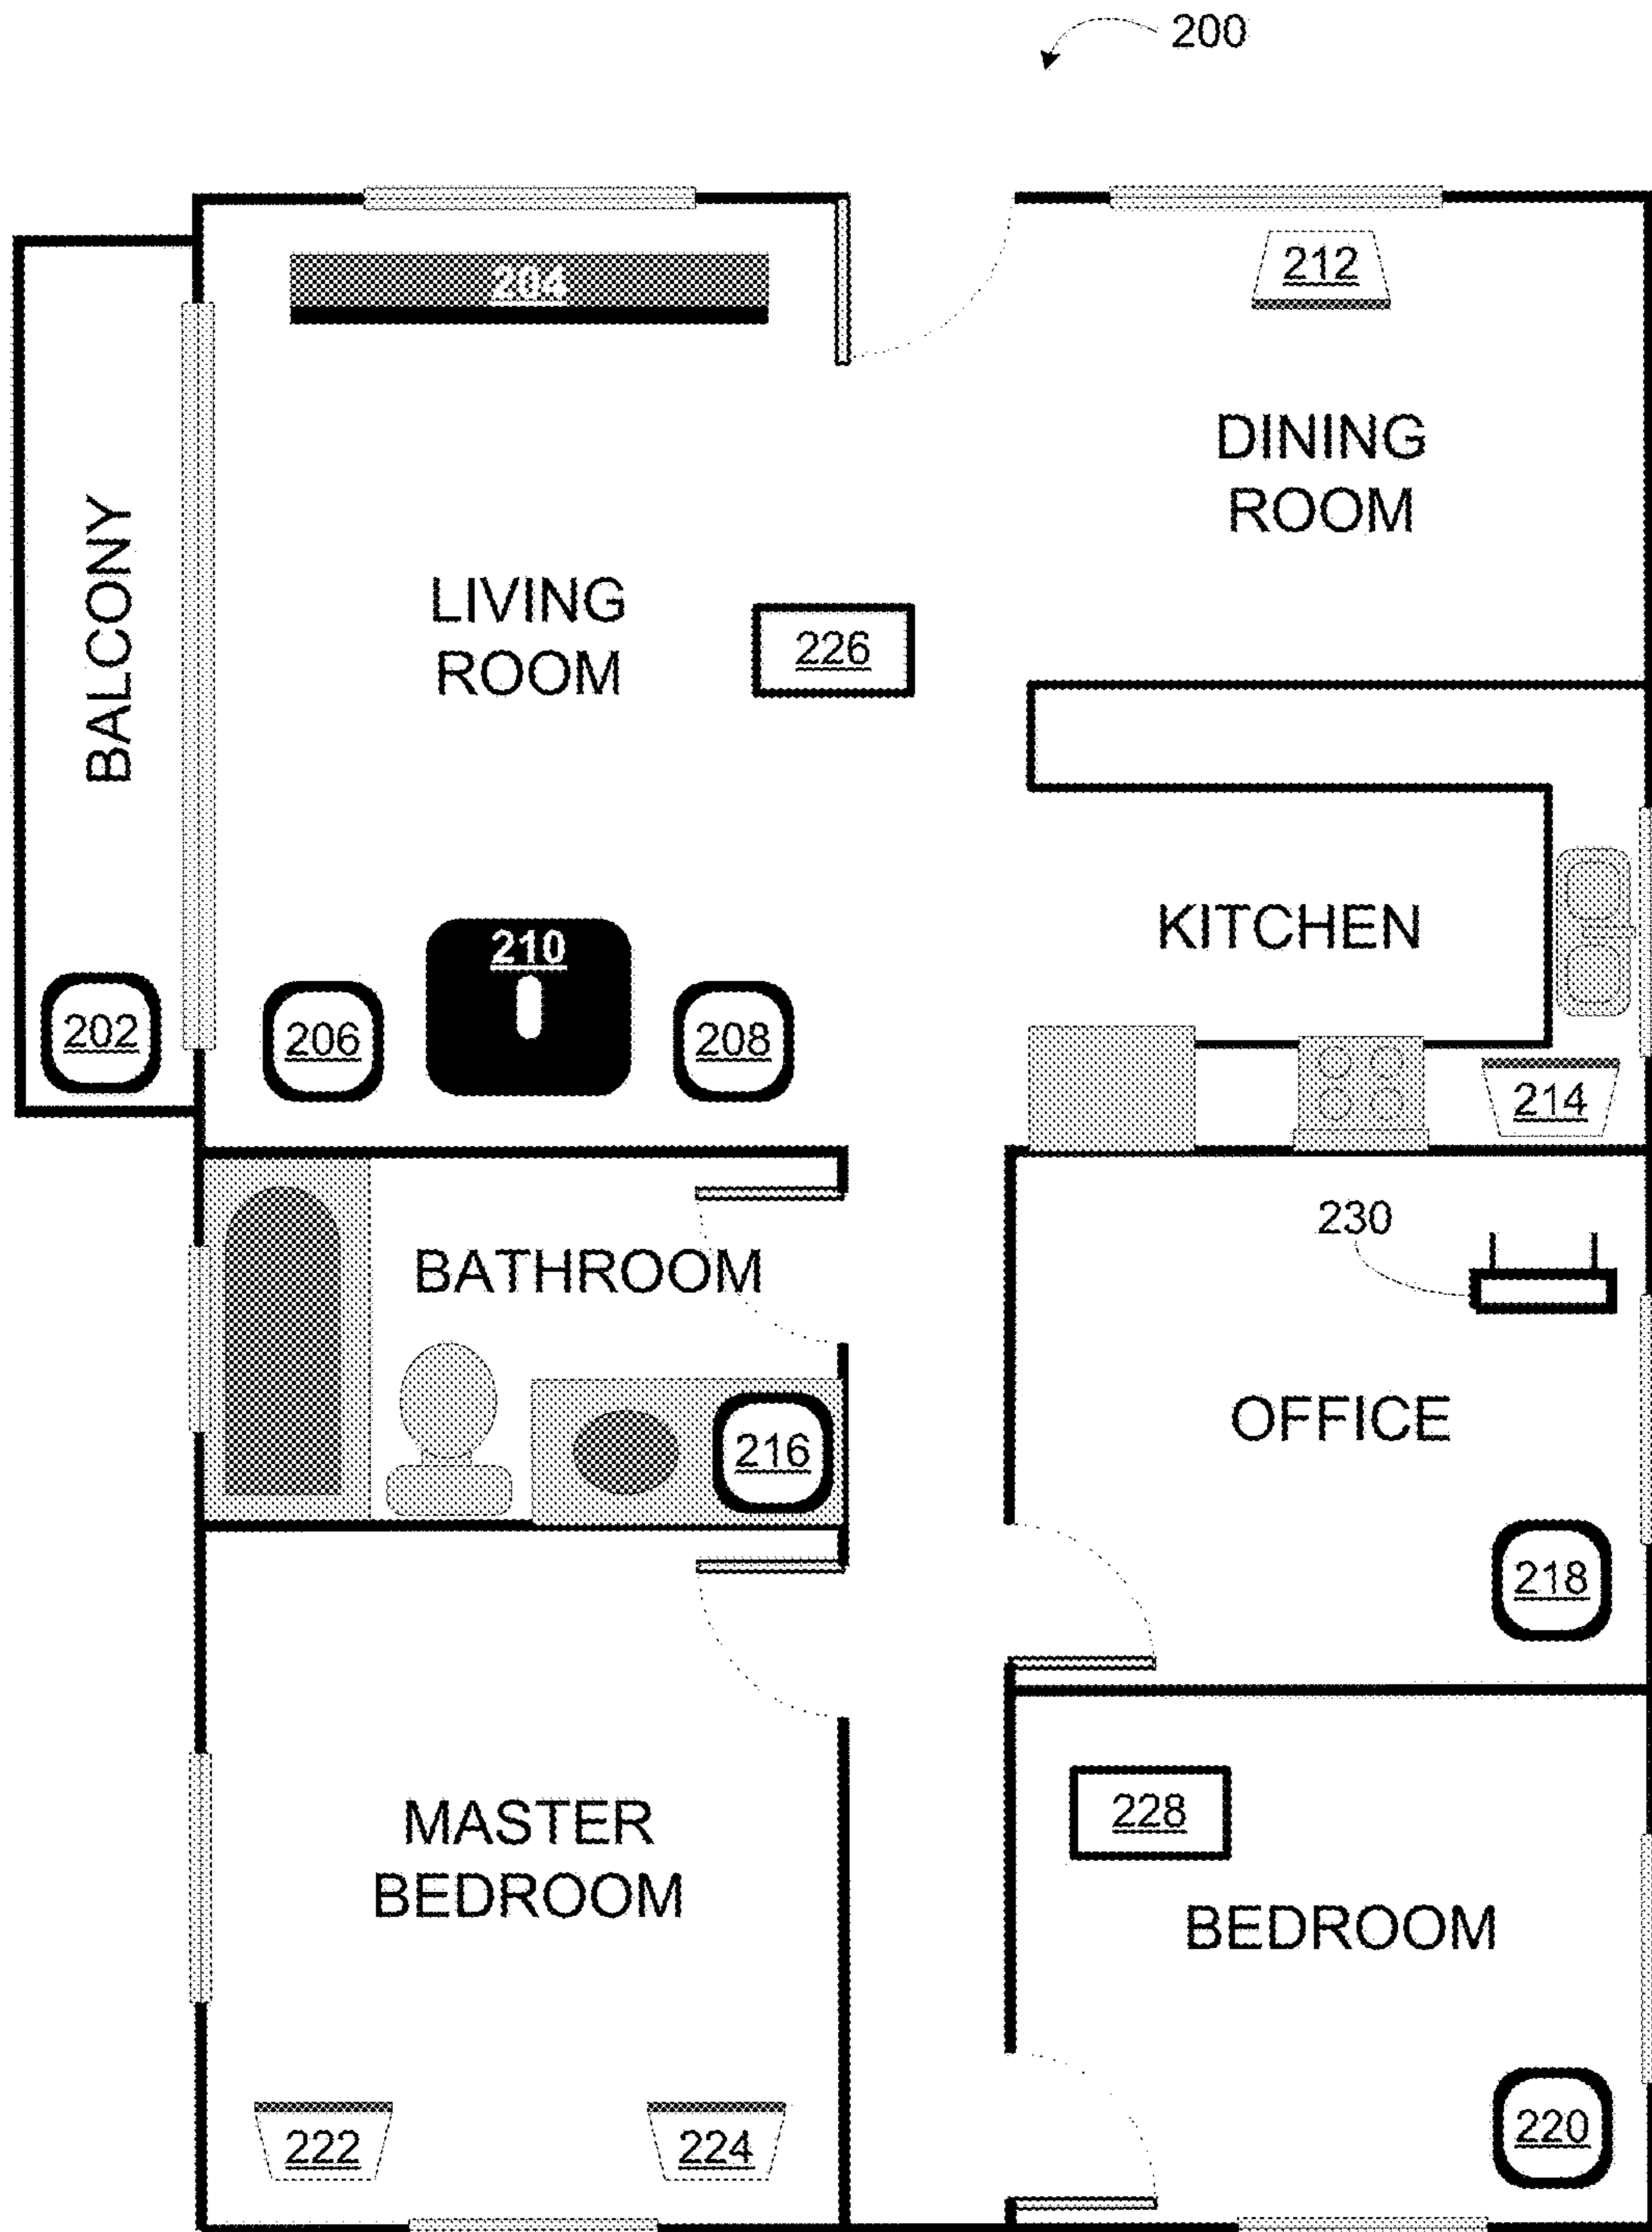 200
204
212
DINING
ROOM
BALCONY
LIVING
ROOM
226
KITCHEN
210
202
206
208
214
BATHROOM
230
OFFICE
216
218
MASTER
BEDROOM
228
BEDROOM
222
224
220